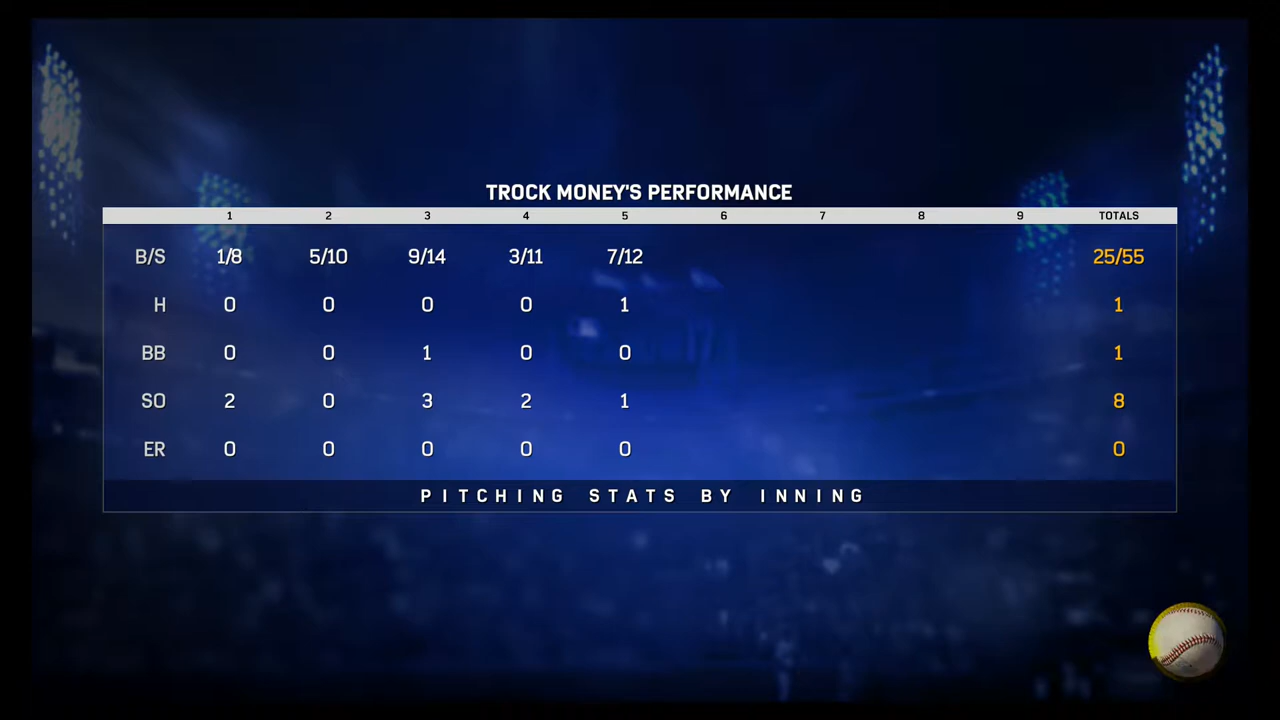 TROCK MONEY'S PERFORMANCE
1 2 3 4 5 6 7 8 9 TOTALS
B/S 1/8 5/10 9/14 3/11 7/12 25/55
H 0 0 0 0 1 1
BB 0 0 1 0 0 1
SO 2 0 3 2 1 8
ER 0 0 0 0 0 0
PITCHING STATS BY INNING